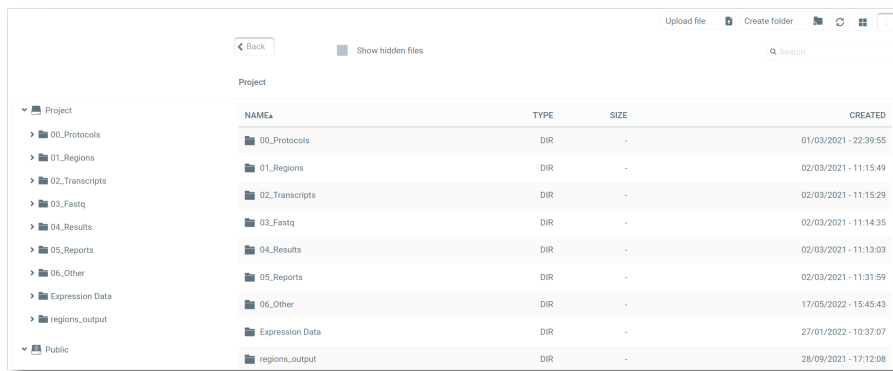 Upload file Create folder
Back Show hidden files Search
Project
Project
00_Protocols
01_Regions
02_Transcripts
03_Fastq
04_Results
05_Reports
06_Other
Expression Data
regions_output
Public
NAME▴ TYPE SIZE CREATED
00_Protocols DIR - 01/03/2021 - 22:39:55
01_Regions DIR - 02/03/2021 - 11:15:49
02_Transcripts DIR - 02/03/2021 - 11:15:29
03_Fastq DIR - 02/03/2021 - 11:14:35
04_Results DIR - 02/03/2021 - 11:13:03
05_Reports DIR - 02/03/2021 - 11:31:59
06_Other DIR - 17/05/2022 - 15:45:43
Expression Data DIR - 27/01/2022 - 10:37:07
regions_output DIR - 28/09/2021 - 17:12:08